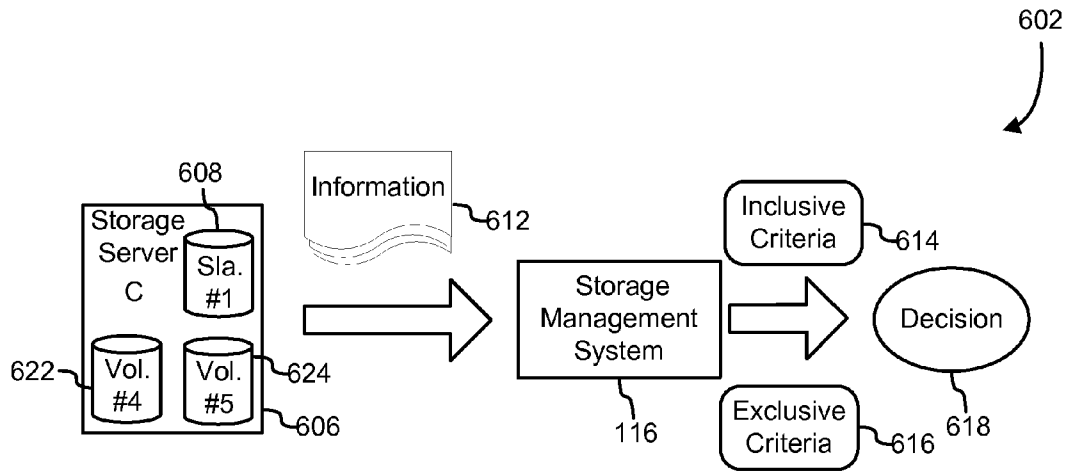 602
608
Storage
Server
C
Sla.
#1
Vol.
#4
Vol.
#5
622
624
606
Information
612
Storage
Management
System
116
Inclusive
Criteria
614
Exclusive
Criteria
616
Decision
618